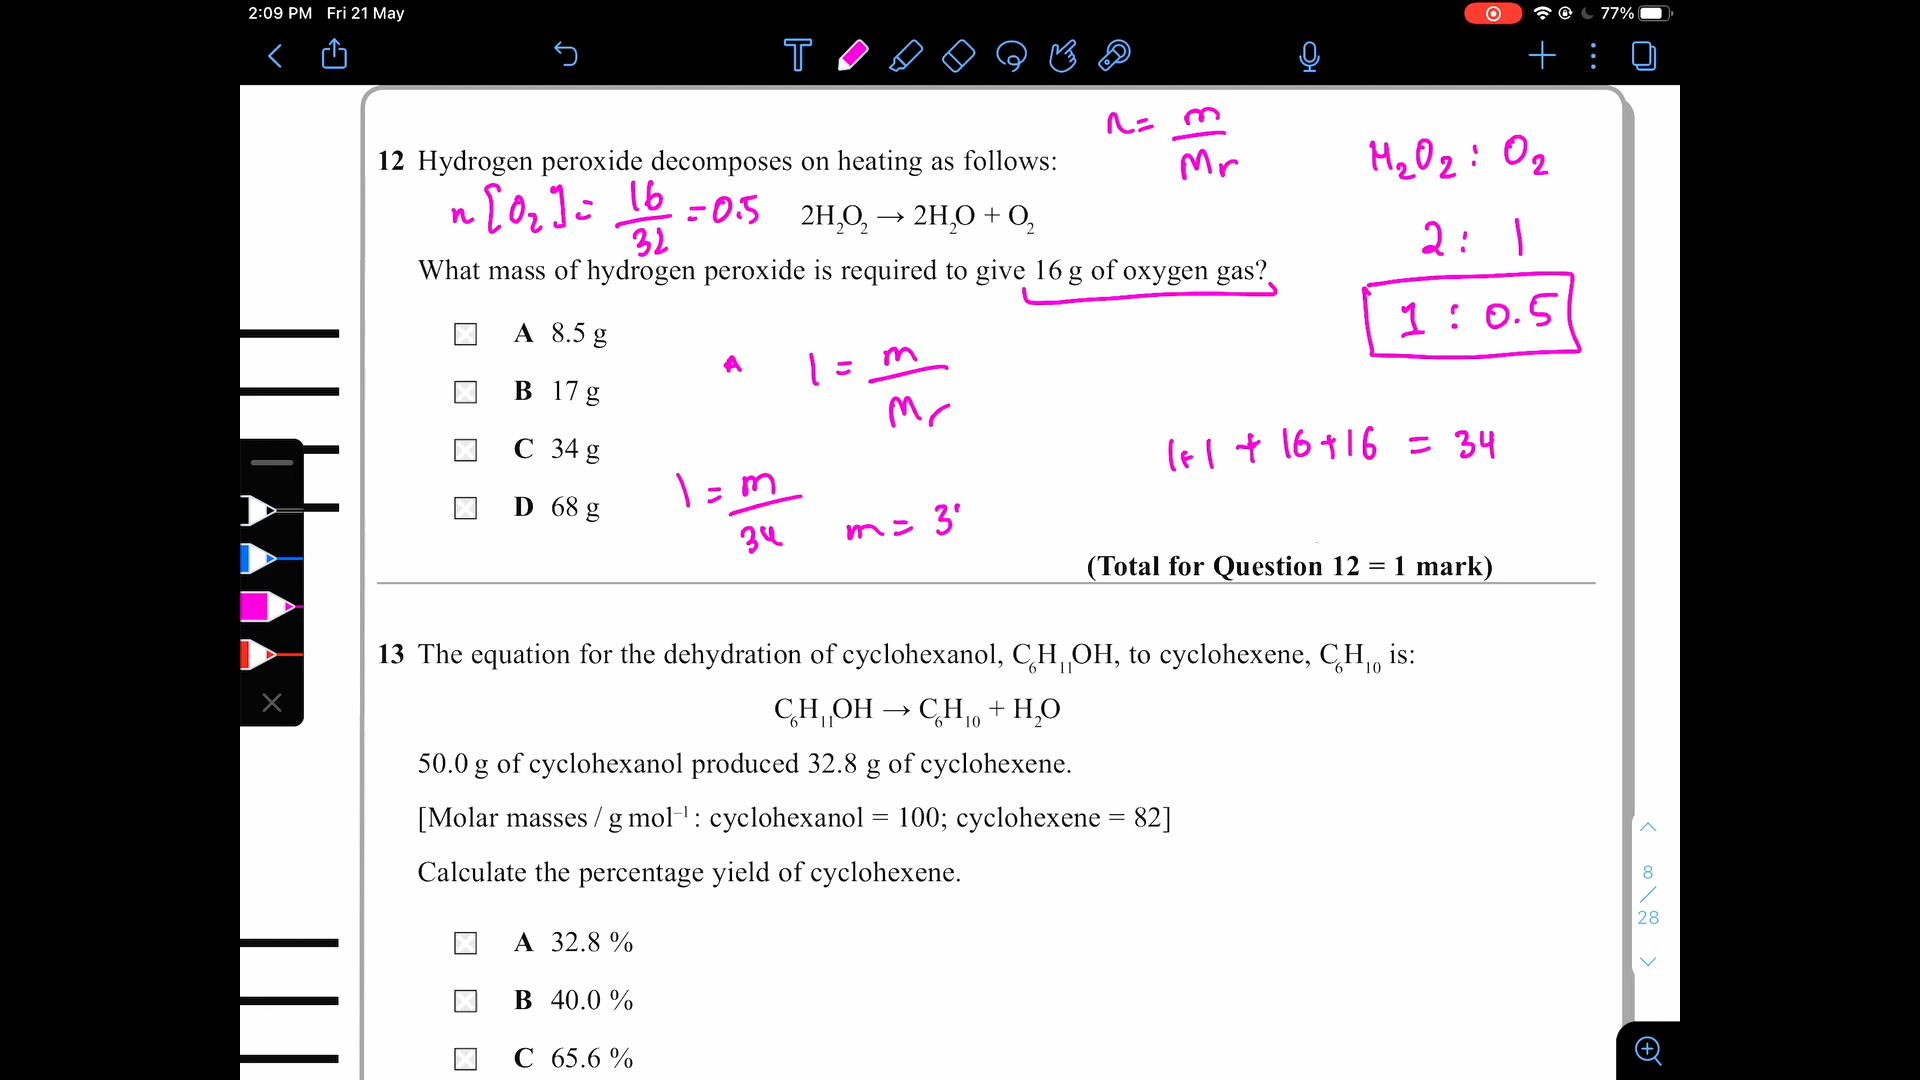 2:09 PM Fri 21 May
77%
T
n = m / Mr
H₂O₂ : O₂
12 Hydrogen peroxide decomposes on heating as follows:
n [O₂] = 16 / 32 = 0.5
2H₂O₂ → 2H₂O + O₂
2 : 1
What mass of hydrogen peroxide is required to give 16 g of oxygen gas?
1 : 0.5
A 8.5 g
1 = m / Mr
B 17 g
C 34 g
1+1 + 16+16 = 34
1 = m / 34
D 68 g
m = 3
(Total for Question 12 = 1 mark)
13 The equation for the dehydration of cyclohexanol, C₆H₁₁OH, to cyclohexene, C₆H₁₀ is:
C₆H₁₁OH → C₆H₁₀ + H₂O
50.0 g of cyclohexanol produced 32.8 g of cyclohexene.
[Molar masses / g mol⁻¹ : cyclohexanol = 100; cyclohexene = 82]
Calculate the percentage yield of cyclohexene.
8
/
28
A 32.8 %
B 40.0 %
C 65.6 %